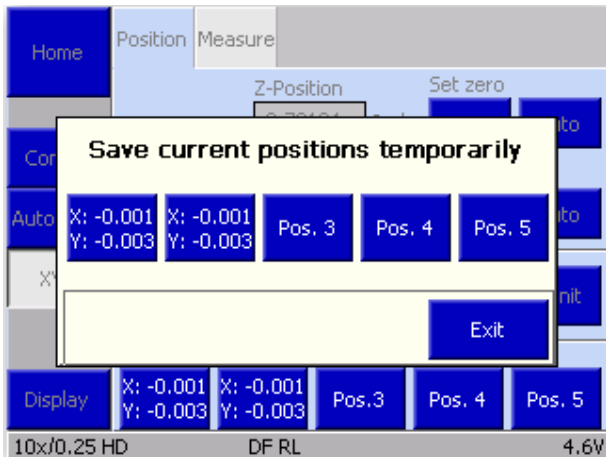 Home
Position Measure
Z-Position
Set zero
Save current positions temporarily
X: -0.001
Y: -0.003
X: -0.001
Y: -0.003
Pos. 3
Pos. 4
Pos. 5
Exit
Display
X: -0.001
Y: -0.003
X: -0.001
Y: -0.003
Pos.3
Pos. 4
Pos. 5
10x/0.25 HD
DF RL
4.6V